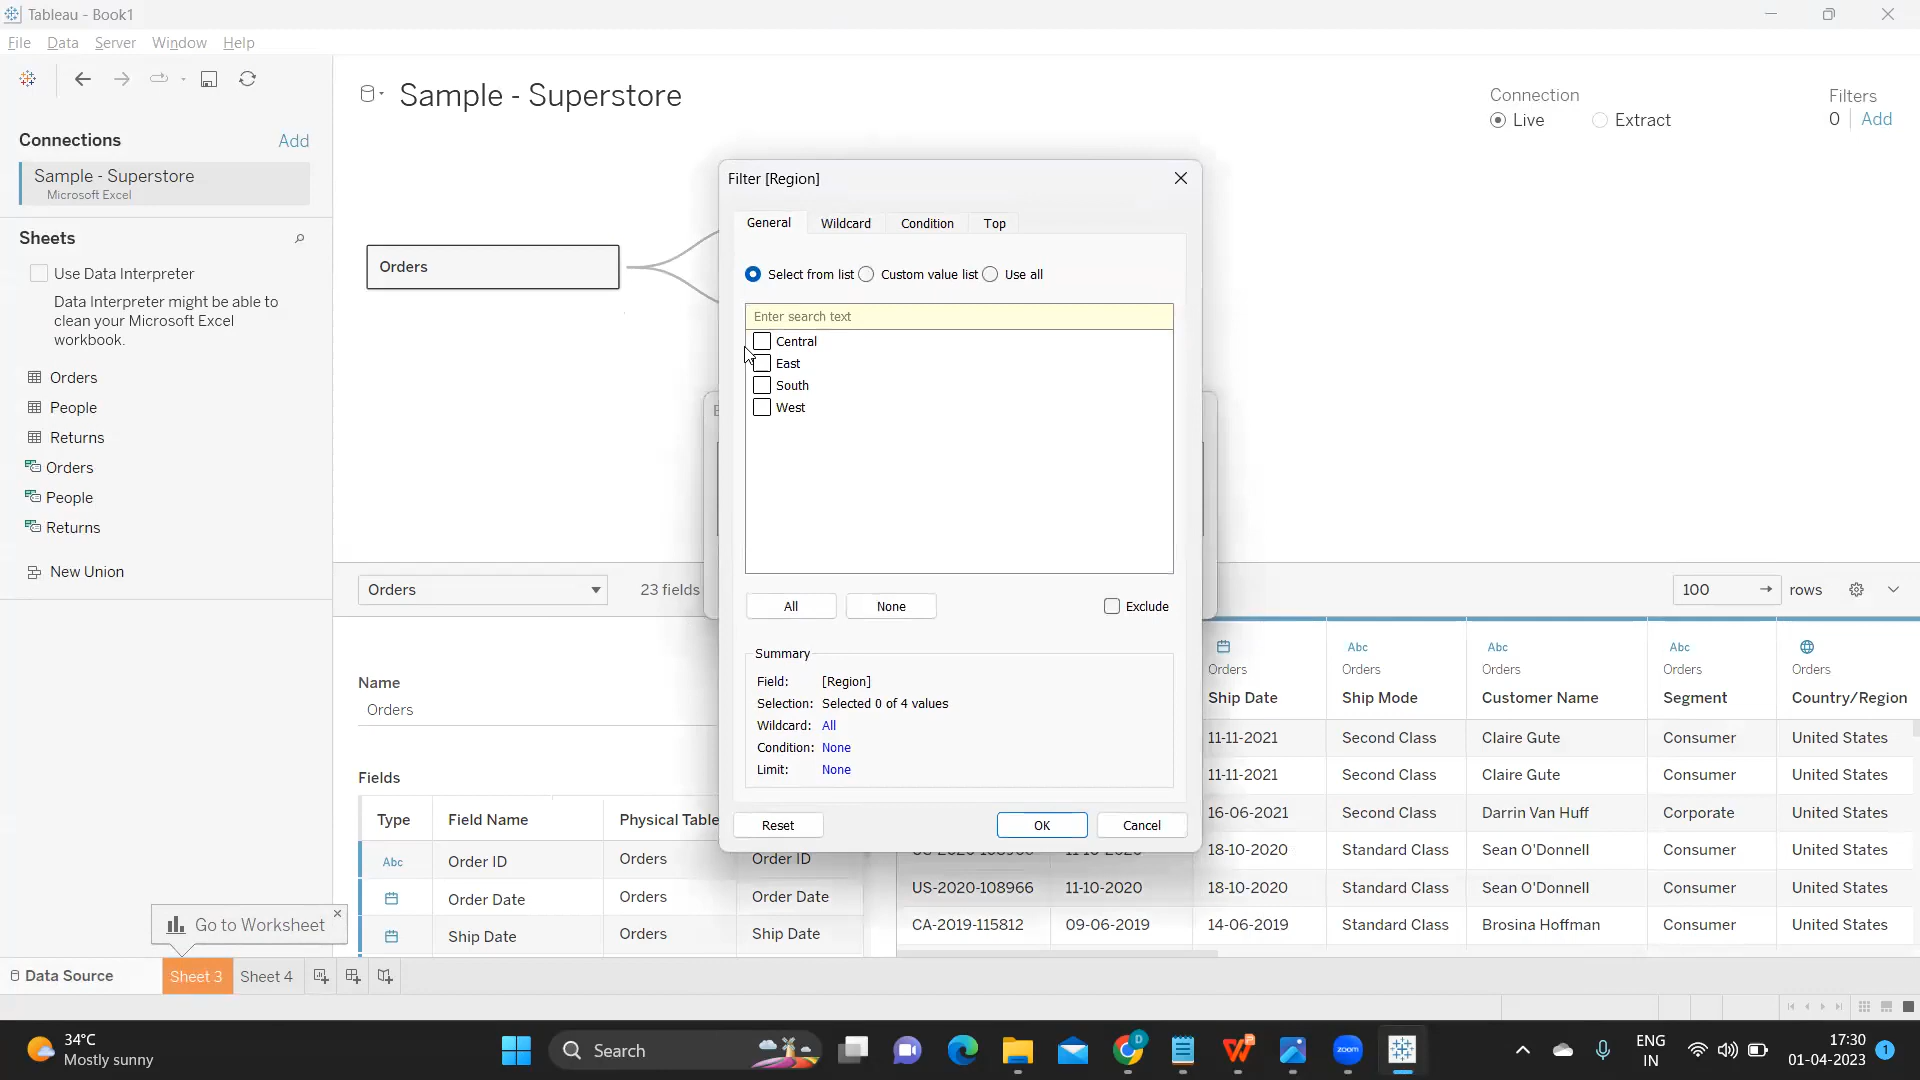 Tableau - Book1
File Data Server Window Help
Sample - Superstore
Connection
Live
Extract
Filters
0 Add
Connections Add
Sample - Superstore
Microsoft Excel
Sheets
Use Data Interpreter
Data Interpreter might be able to
clean your Microsoft Excel
workbook.
Orders
People
Returns
Orders
People
Returns
New Union
Orders
Filter [Region]
General Wildcard Condition Top
Select from list Custom value list Use all
Enter search text
Central
East
South
West
All None Exclude
Summary
Field: [Region]
Selection: Selected 0 of 4 values
Wildcard: All
Condition: None
Limit: None
Reset OK Cancel
Orders 23 fields
100 rows
Name
Orders
Fields
Type Field Name Physical Table
Abc Order ID Orders Order ID
Order Date Orders Order Date
Ship Date Orders Ship Date
Abc Abc Abc
Orders Orders Orders Orders Orders
Ship Date Ship Mode Customer Name Segment Country/Region
11-11-2021 Second Class Claire Gute Consumer United States
11-11-2021 Second Class Claire Gute Consumer United States
16-06-2021 Second Class Darrin Van Huff Corporate United States
18-10-2020 Standard Class Sean O'Donnell Consumer United States
US-2020-108966 11-10-2020 18-10-2020 Standard Class Sean O'Donnell Consumer United States
CA-2019-115812 09-06-2019 14-06-2019 Standard Class Brosina Hoffman Consumer United States
Go to Worksheet
Data Source Sheet 3 Sheet 4
34°C
Mostly sunny
Search
zoom
ENG
IN
17:30
01-04-2023
1